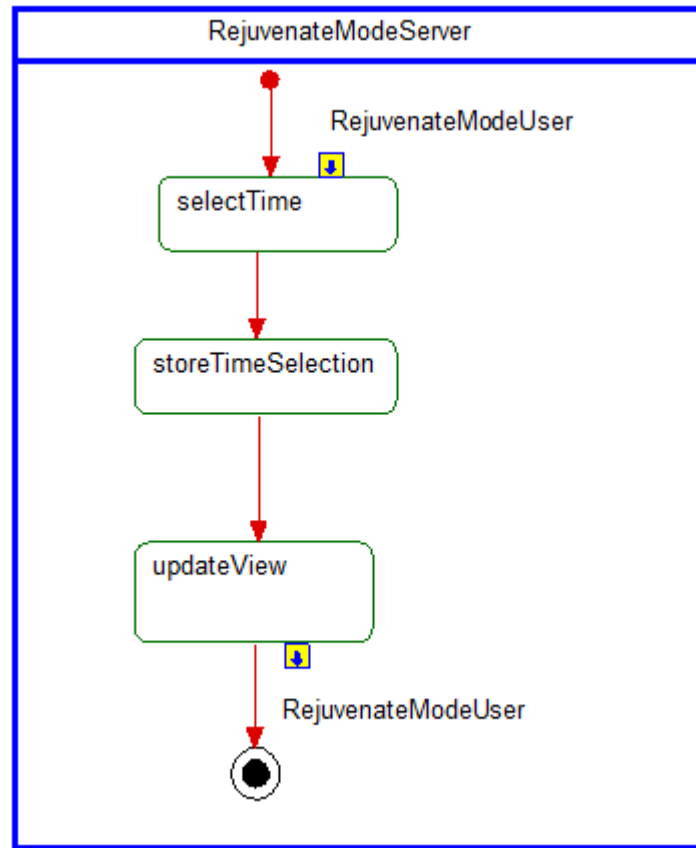 RejuvenateModeServer
RejuvenateModeUser
selectTime
storeTimeSelection
updateView
RejuvenateModeUser